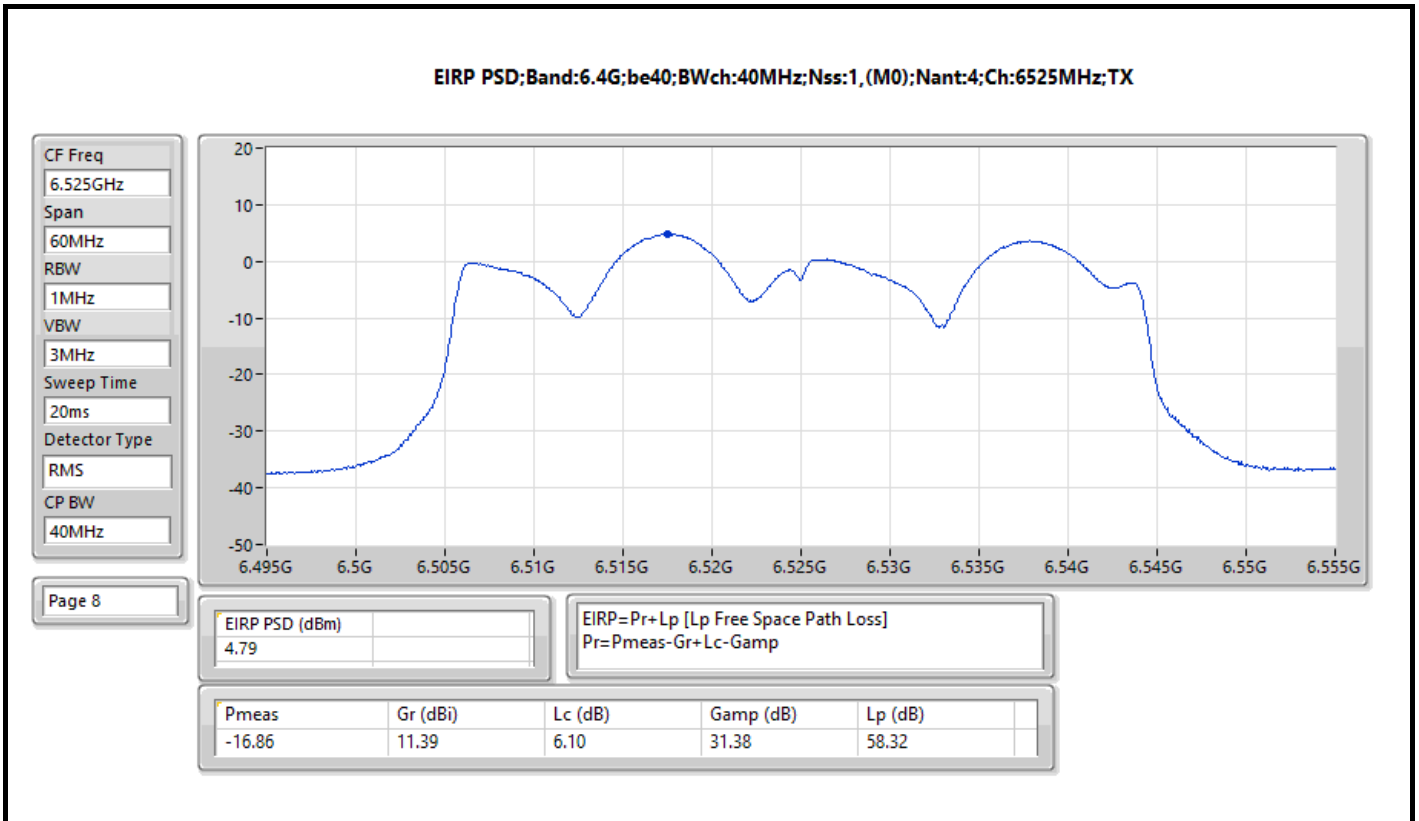 EIRP PSD;Band:6.4G;be40;BWch:40MHz;Nss:1,(M0);Nant:4;Ch:6525MHz;TX
CF Freq
6.525GHz
Span
60MHz
RBW
1MHz
VBW
3MHz
Sweep Time
20ms
Detector Type
RMS
CP BW
40MHz
Page 8
20
10
0
-10
-20
-30
-40
-50
6.495G 6.5G 6.505G 6.51G 6.515G 6.52G 6.525G 6.53G 6.535G 6.54G 6.545G 6.55G 6.555G
EIRP PSD (dBm)
4.79
EIRP=Pr+Lp [Lp Free Space Path Loss]
Pr=Pmeas-Gr+Lc-Gamp
Pmeas Gr (dBi) Lc (dB) Gamp (dB) Lp (dB)
-16.86 11.39 6.10 31.38 58.32